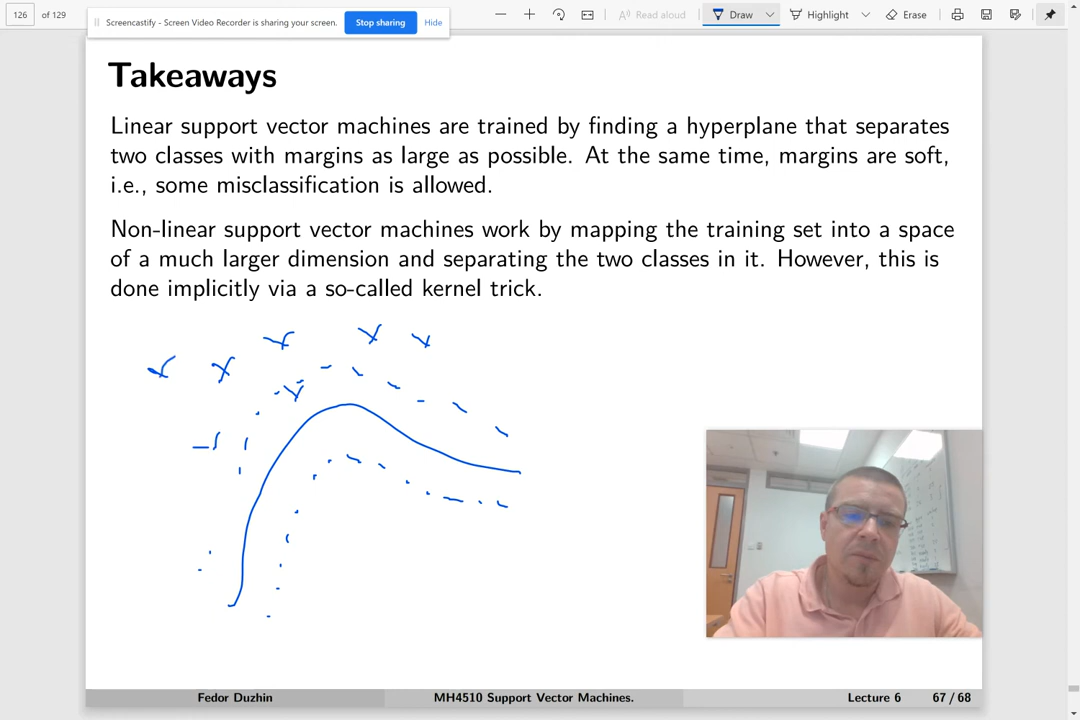 126 of 129
Screencastify - Screen Video Recorder is sharing your screen. Stop sharing Hide
Read aloud Draw Highlight Erase
Takeaways
Linear support vector machines are trained by finding a hyperplane that separates
two classes with margins as large as possible. At the same time, margins are soft,
i.e., some misclassification is allowed.
Non-linear support vector machines work by mapping the training set into a space
of a much larger dimension and separating the two classes in it. However, this is
done implicitly via a so-called kernel trick.
Fedor Duzhin MH4510 Support Vector Machines. Lecture 6 67 / 68